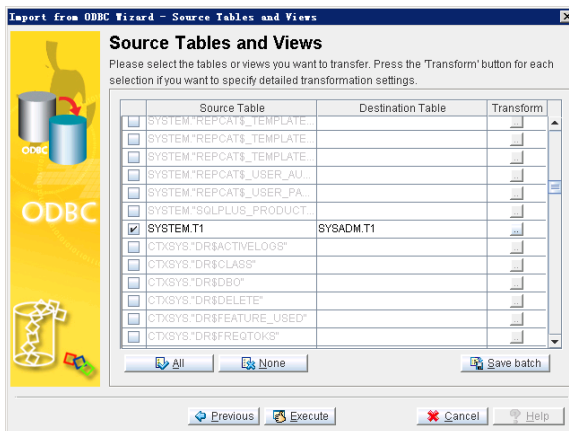 Import from ODBC Wizard - Source Tables and Views
Source Tables and Views
Please select the tables or views you want to transfer. Press the 'Transform' button for each
selection if you want to specify detailed transformation settings.
Source Table Destination Table Transform
SYSTEM."REPCAT$_TEMPLATE... ...
SYSTEM."REPCAT$_TEMPLATE... ...
SYSTEM."REPCAT$_TEMPLATE... ...
SYSTEM."REPCAT$_USER_AU... ...
SYSTEM."REPCAT$_USER_PA... ...
SYSTEM."SQLPLUS_PRODUCT... ...
SYSTEM.T1 SYSADM.T1 ...
CTXSYS."DR$ACTIVELOGS" ...
CTXSYS."DR$CLASS" ...
CTXSYS."DR$DBO" ...
CTXSYS."DR$DELETE" ...
CTXSYS."DR$FEATURE_USED" ...
CTXSYS."DR$FREQTOKS" ...
ODBC
ODBC
All None Save batch
Previous Execute Cancel Help